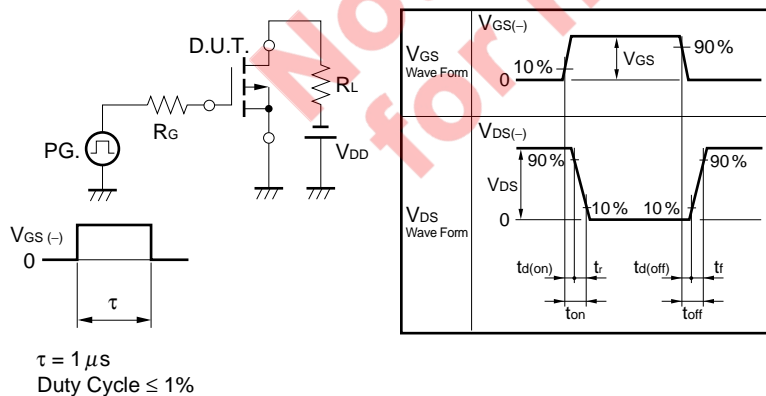 D.U.T.
RL
RG
PG.
VDD
VGS (−)
0
τ
τ = 1 μs
Duty Cycle ≤ 1%
VGS
Wave Form
VGS(−)
10 %
0
VGS
90 %
VDS
Wave Form
VDS(−)
90 %
VDS
0
10 %
10 %
90 %
td(on)
tr
td(off)
tf
ton
toff
for